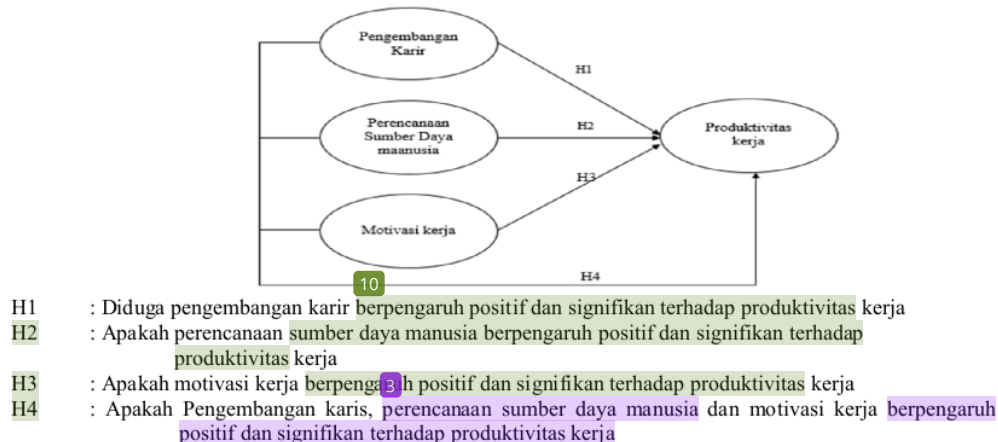 Pengembangan
Karir
H1
Perencanaan
Sumber Daya
maanusia
H2
Produktivitas
kerja
H3
Motivasi kerja
H4
10
H1 : Diduga pengembangan karir berpengaruh positif dan signifikan terhadap produktivitas kerja
H2 : Apakah perencanaan sumber daya manusia berpengaruh positif dan signifikan terhadap
produktivitas kerja
H3 : Apakah motivasi kerja berpengaruh positif dan signifikan terhadap produktivitas kerja
3
H4 : Apakah Pengembangan karis, perencanaan sumber daya manusia dan motivasi kerja berpengaruh
positif dan signifikan terhadap produktivitas kerja